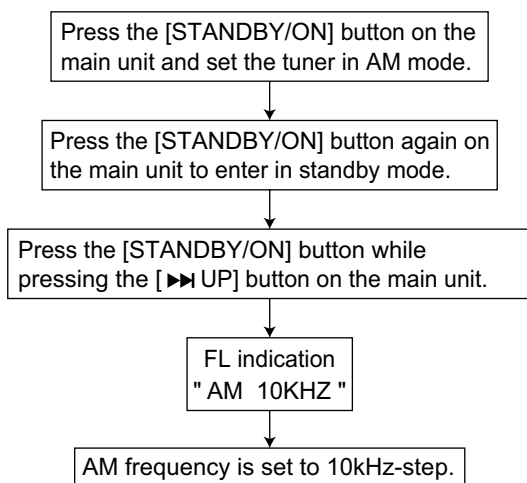 Press the [STANDBY/ON] button on the
main unit and set the tuner in AM mode.
Press the [STANDBY/ON] button again on
the main unit to enter in standby mode.
Press the [STANDBY/ON] button while
pressing the [ ⏭ UP] button on the main unit.
FL indication
" AM 10KHZ "
AM frequency is set to 10kHz-step.